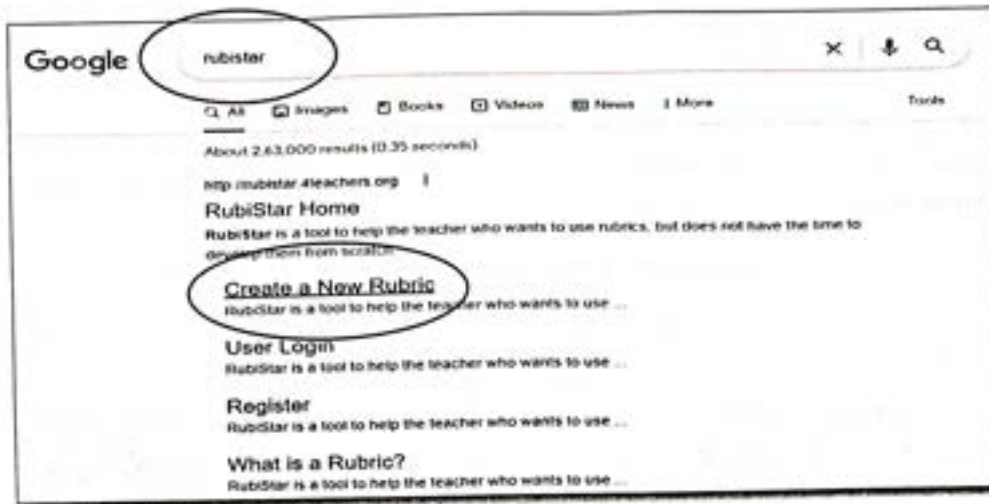 Google
rubistar
All Images Books Videos News More Tools
About 2,63,000 results (0.35 seconds)
http://rubistar.4teachers.org
RubiStar Home
RubiStar is a tool to help the teacher who wants to use rubrics, but does not have the time to
develop them from scratch.
Create a New Rubric
RubiStar is a tool to help the teacher who wants to use ...
User Login
RubiStar is a tool to help the teacher who wants to use ...
Register
RubiStar is a tool to help the teacher who wants to use ...
What is a Rubric?
RubiStar is a tool to help the teacher who wants to use ...